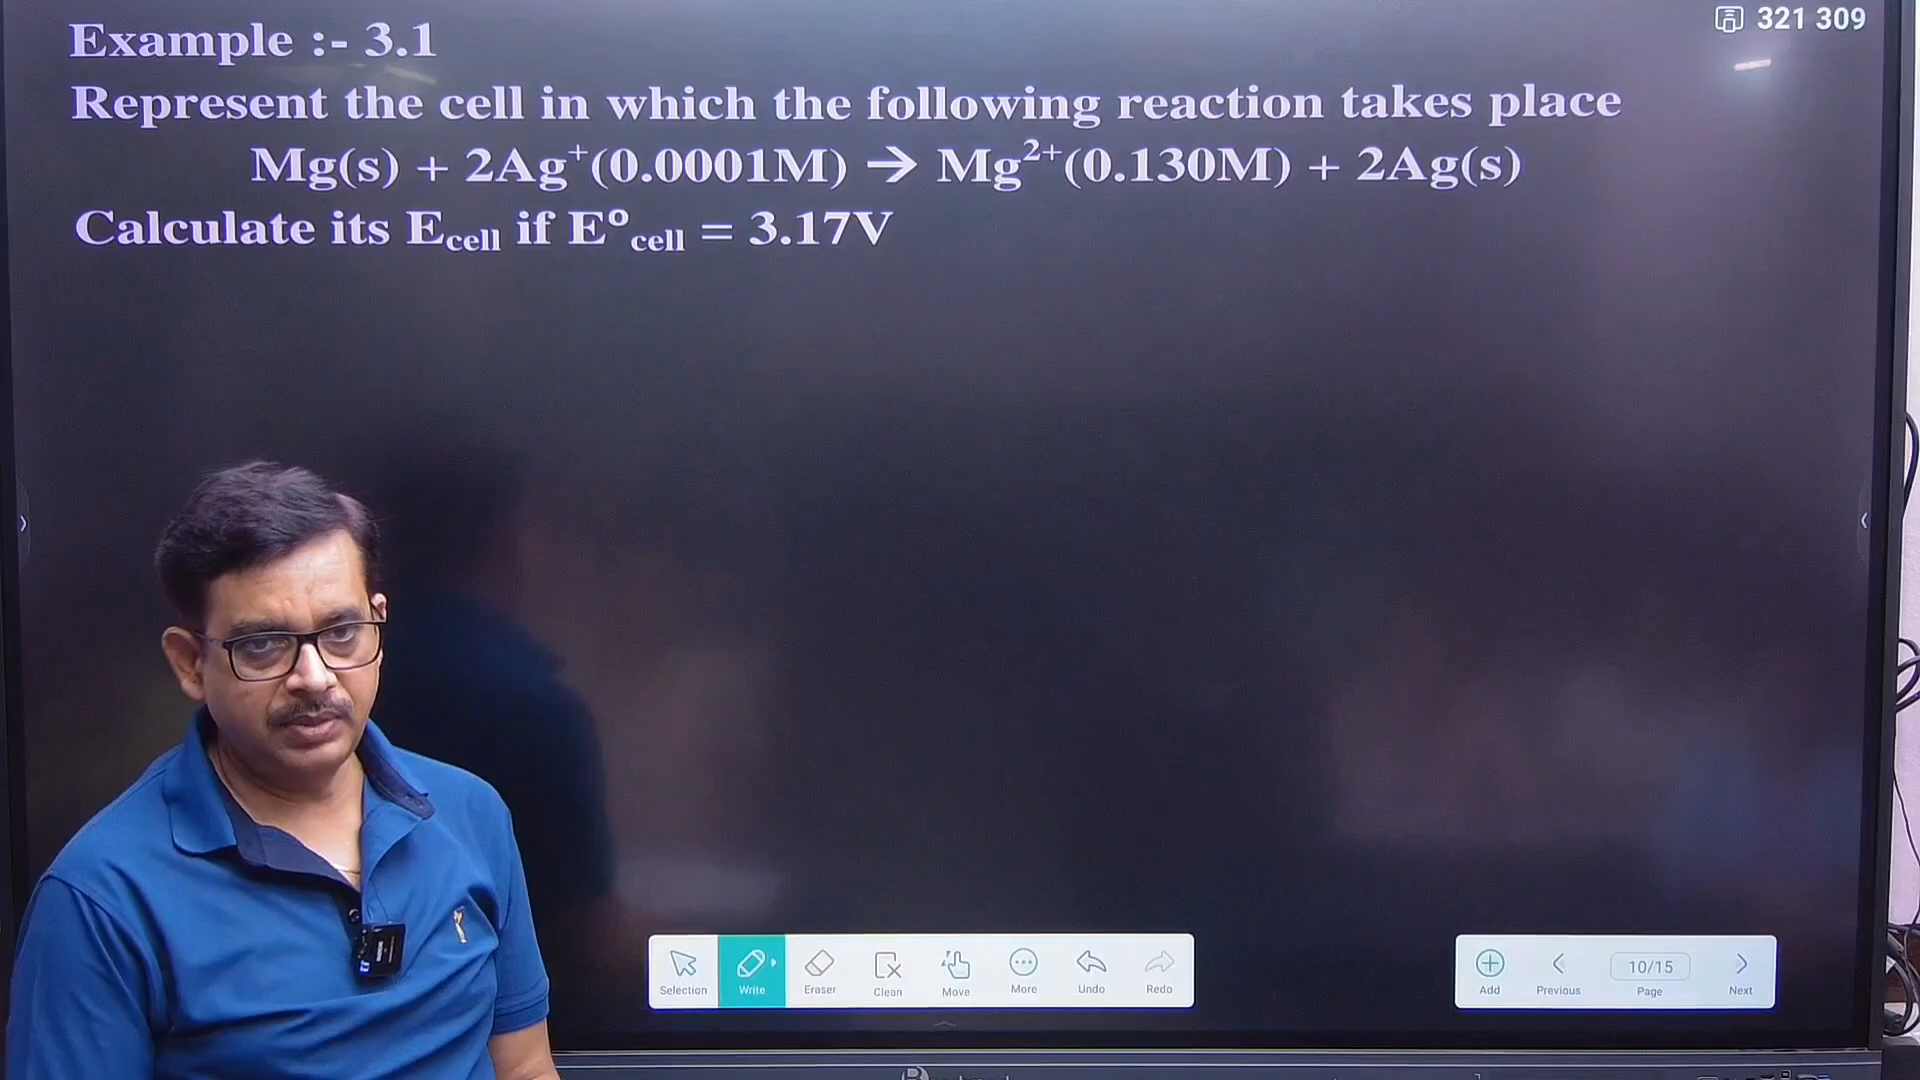 321 309
Example :- 3.1
Represent the cell in which the following reaction takes place
Mg(s) + 2Ag⁺(0.0001M) → Mg²⁺(0.130M) + 2Ag(s)
Calculate its E_cell if E°_cell = 3.17V
Selection Write Eraser Clean Move More Undo Redo
Add Previous 10/15 Page Next